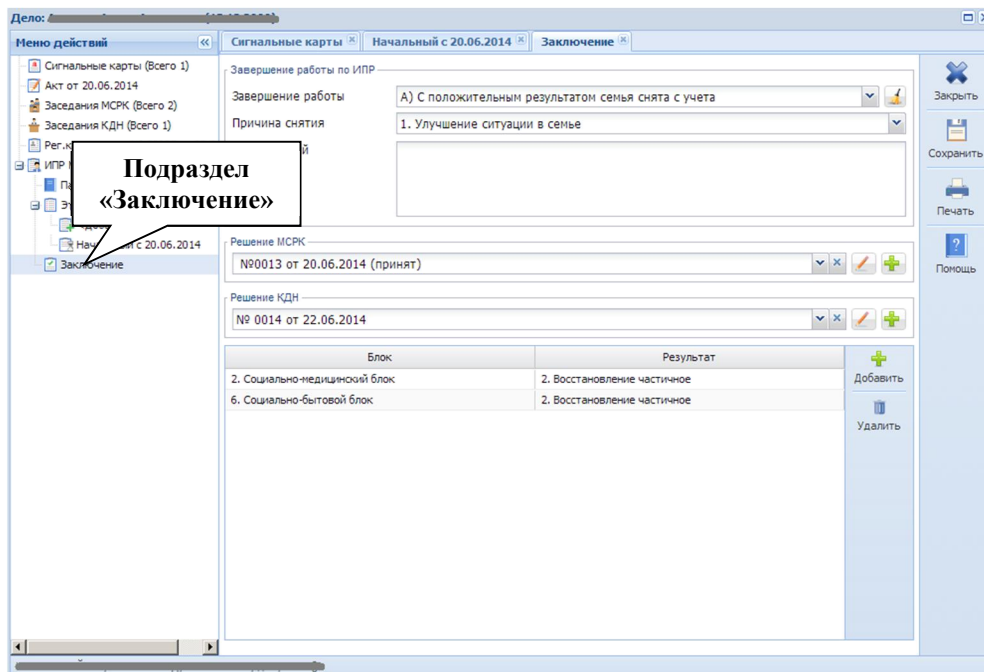 Дело:
Меню действий
Сигнальные карты (Всего 1)
Акт от 20.06.2014
Заседания МСРК (Всего 2)
Заседания КДН (Всего 1)
ИПР
Начальный с 20.06.2014
Заключение
Подраздел
«Заключение»
Сигнальные карты Начальный с 20.06.2014 Заключение
Завершение работы по ИПР
Завершение работы А) С положительным результатом семья снята с учета
Причина снятия 1. Улучшение ситуации в семье
Решение МСРК
№0013 от 20.06.2014 (принят)
Решение КДН
№ 0014 от 22.06.2014
Блок Результат
2. Социально-медицинский блок 2. Восстановление частичное
6. Социально-бытовой блок 2. Восстановление частичное
Добавить
Удалить
Закрыть
Сохранить
Печать
Помощь